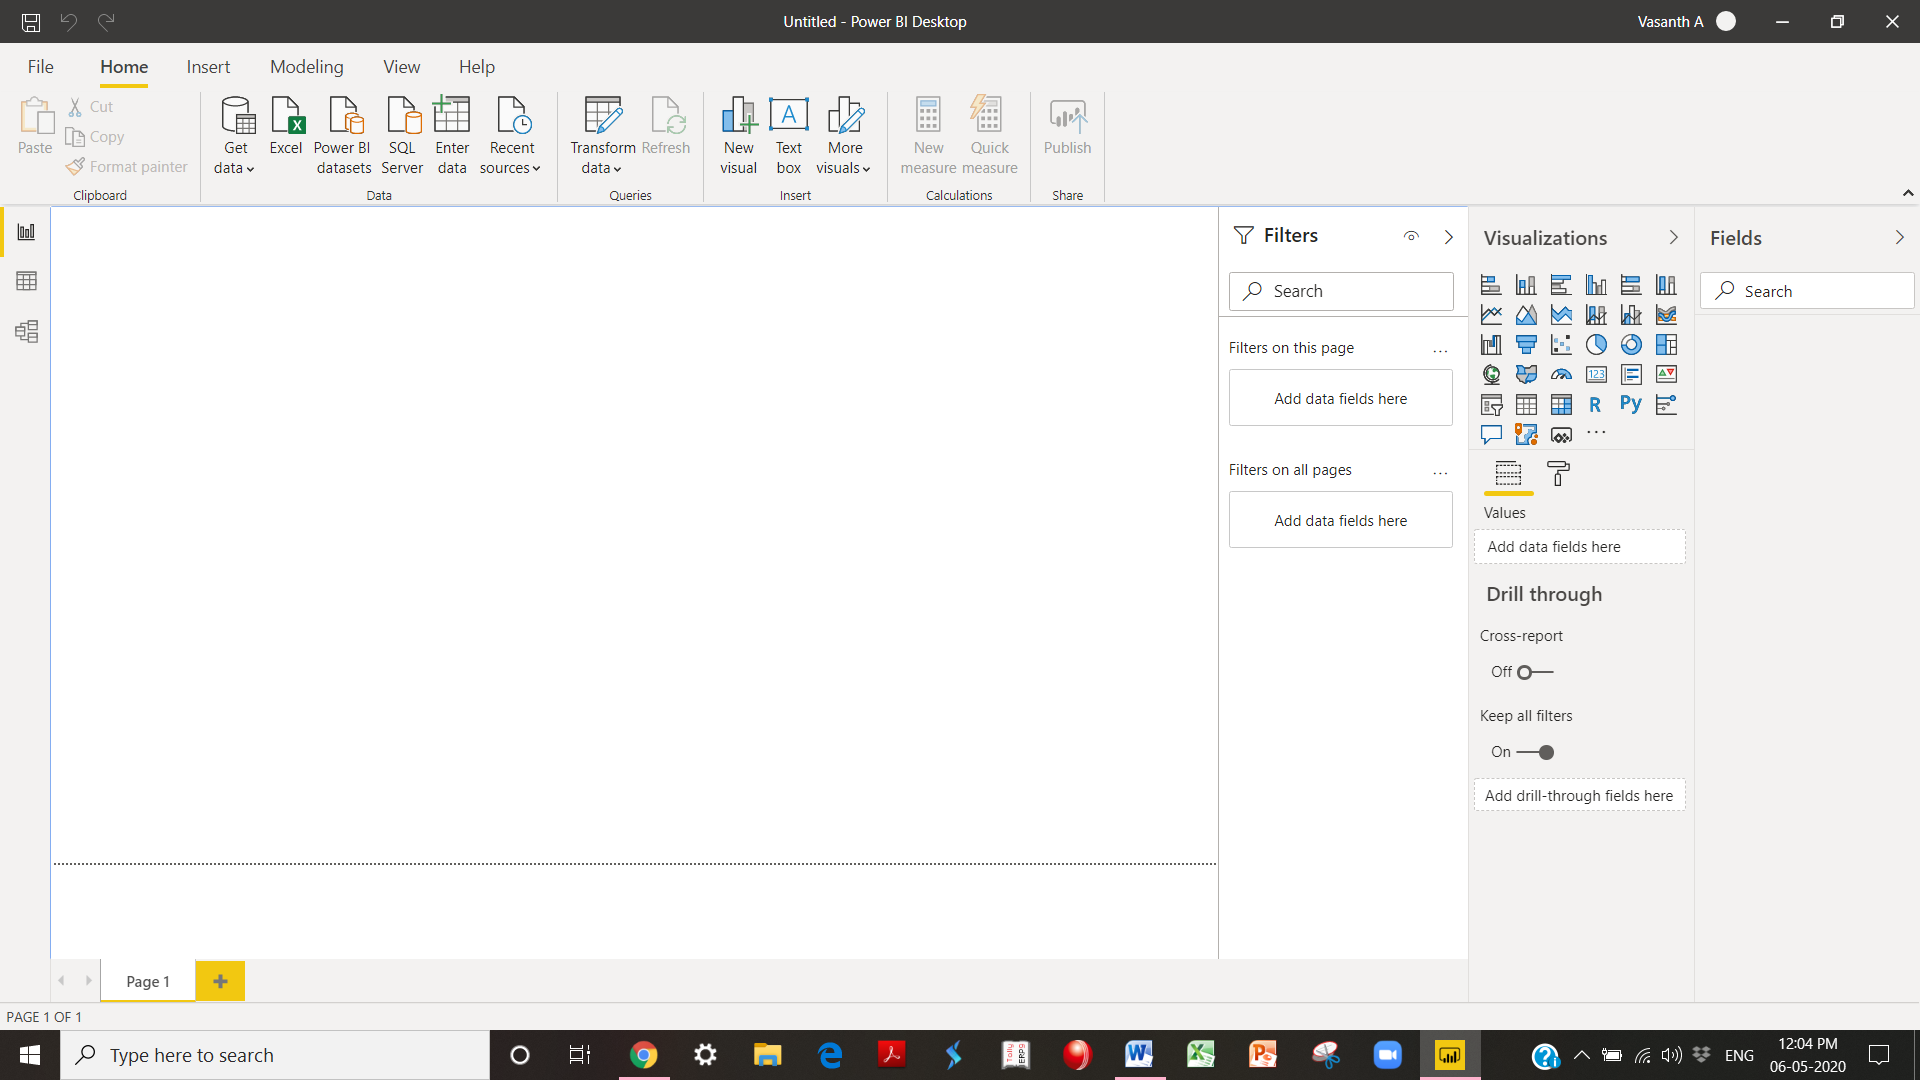 Untitled - Power BI Desktop
Vasanth A
File Home Insert Modeling View Help
Paste
Cut
Copy
Format painter
Clipboard
Get data
Excel
Power BI datasets
SQL Server
Enter data
Recent sources
Data
Transform data
Refresh
Queries
New visual
Text box
More visuals
Insert
New measure
Quick measure
Calculations
Publish
Share
Filters
Search
Filters on this page
...
Add data fields here
Filters on all pages
...
Add data fields here
Visualizations
123
R
Py
...
Values
Add data fields here
Drill through
Cross-report
Off
Keep all filters
On
Add drill-through fields here
Fields
Search
Page 1
PAGE 1 OF 1
Type here to search
Tally ERP9
ENG
12:04 PM
06-05-2020